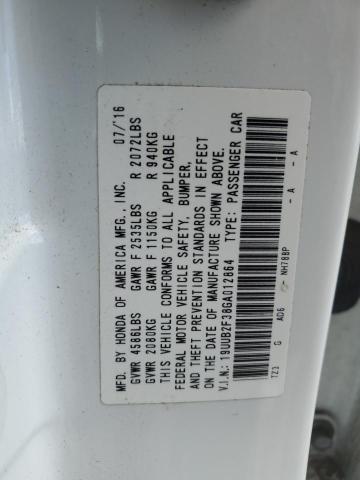 MFD. BY HONDA OF AMERICA MFG., INC. 07/'16
GVWR 4586LBS GAWR F 2535LBS R 2072LBS
GVWR 2080KG GAWR F 1150KG R 940KG
THIS VEHICLE CONFORMS TO ALL APPLICABLE
FEDERAL MOTOR VEHICLE SAFETY, BUMPER,
AND THEFT PREVENTION STANDARDS IN EFFECT
ON THE DATE OF MANUFACTURE SHOWN ABOVE.
V.I.N.: 19UUB2F38GA012864 TYPE: PASSENGER CAR
TZ3 G AD6 NH788P - A - A